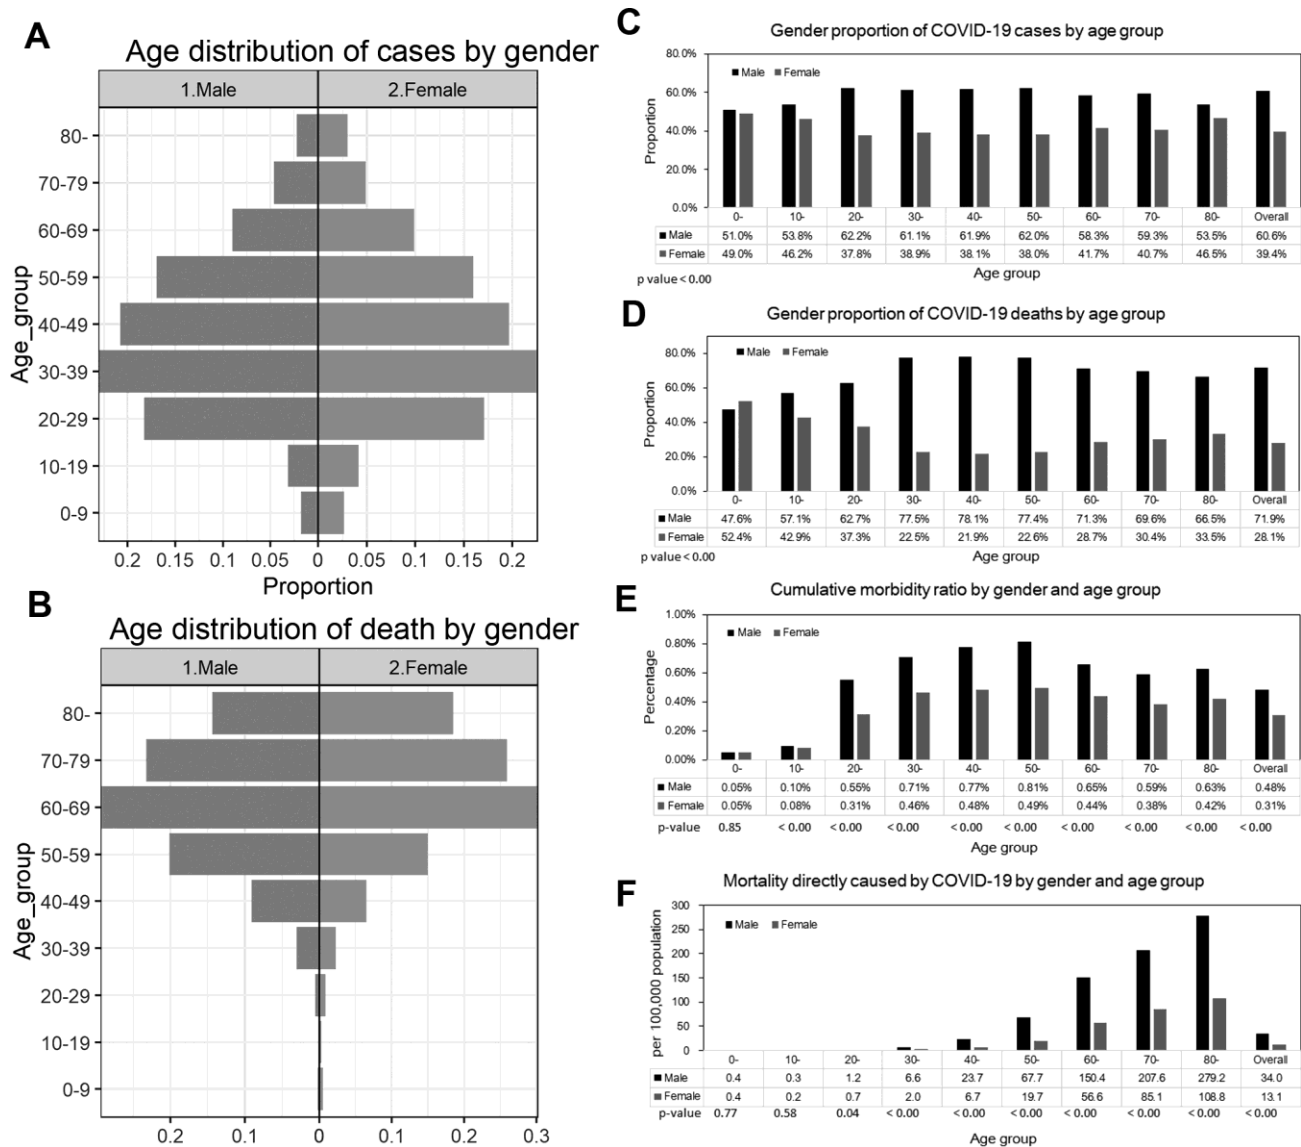 A
Age distribution of cases by gender
1.Male 2.Female
80-
70-79
60-69
50-59
40-49
30-39
20-29
10-19
0-9
Age_group
0.2 0.15 0.1 0.05 0 0.05 0.1 0.15 0.2
Proportion
B
Age distribution of death by gender
1.Male 2.Female
80-
70-79
60-69
50-59
40-49
30-39
20-29
10-19
0-9
Age_group
0.2 0.1 0 0.1 0.2 0.3
C
Gender proportion of COVID-19 cases by age group
80.0%
60.0%
40.0%
20.0%
0.0%
Proportion
Male Female
0- 10- 20- 30- 40- 50- 60- 70- 80- Overall
Male 51.0% 53.8% 62.2% 61.1% 61.9% 62.0% 58.3% 59.3% 53.5% 60.6%
Female 49.0% 46.2% 37.8% 38.9% 38.1% 38.0% 41.7% 40.7% 46.5% 39.4%
p value < 0.00
Age group
D
Gender proportion of COVID-19 deaths by age group
80.0%
60.0%
40.0%
20.0%
0.0%
Proportion
Male Female
0- 10- 20- 30- 40- 50- 60- 70- 80- Overall
Male 47.6% 57.1% 62.7% 77.5% 78.1% 77.4% 71.3% 69.6% 66.5% 71.9%
Female 52.4% 42.9% 37.3% 22.5% 21.9% 22.6% 28.7% 30.4% 33.5% 28.1%
p value < 0.00
Age group
E
Cumulative morbidity ratio by gender and age group
1.00%
0.80%
0.60%
0.40%
0.20%
0.00%
Percentage
Male Female
0- 10- 20- 30- 40- 50- 60- 70- 80- Overall
Male 0.05% 0.10% 0.55% 0.71% 0.77% 0.81% 0.65% 0.59% 0.63% 0.48%
Female 0.05% 0.08% 0.31% 0.46% 0.48% 0.49% 0.44% 0.38% 0.42% 0.31%
p-value 0.85 < 0.00 < 0.00 < 0.00 < 0.00 < 0.00 < 0.00 < 0.00 < 0.00 < 0.00
Age group
F
Mortality directly caused by COVID-19 by gender and age group
300
250
200
150
100
50
0
per 100,000 population
Male Female
0- 10- 20- 30- 40- 50- 60- 70- 80- Overall
Male 0.4 0.3 1.2 6.6 23.7 67.7 150.4 207.6 279.2 34.0
Female 0.4 0.2 0.7 2.0 6.7 19.7 56.6 85.1 108.8 13.1
p-value 0.77 0.58 0.04 < 0.00 < 0.00 < 0.00 < 0.00 < 0.00 < 0.00 < 0.00
Age group